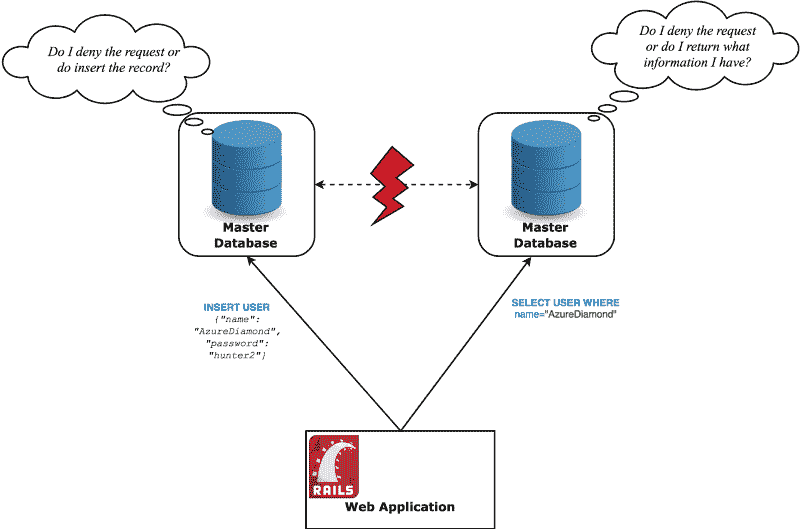 Do I deny the request or
do insert the record?
Do I deny the request
or do I return what
information I have?
Master
Database
Master
Database
INSERT USER
{"name":
"AzureDiamond",
"password":
"hunter2"}
SELECT USER WHERE
name="AzureDiamond"
RAILS
Web Application